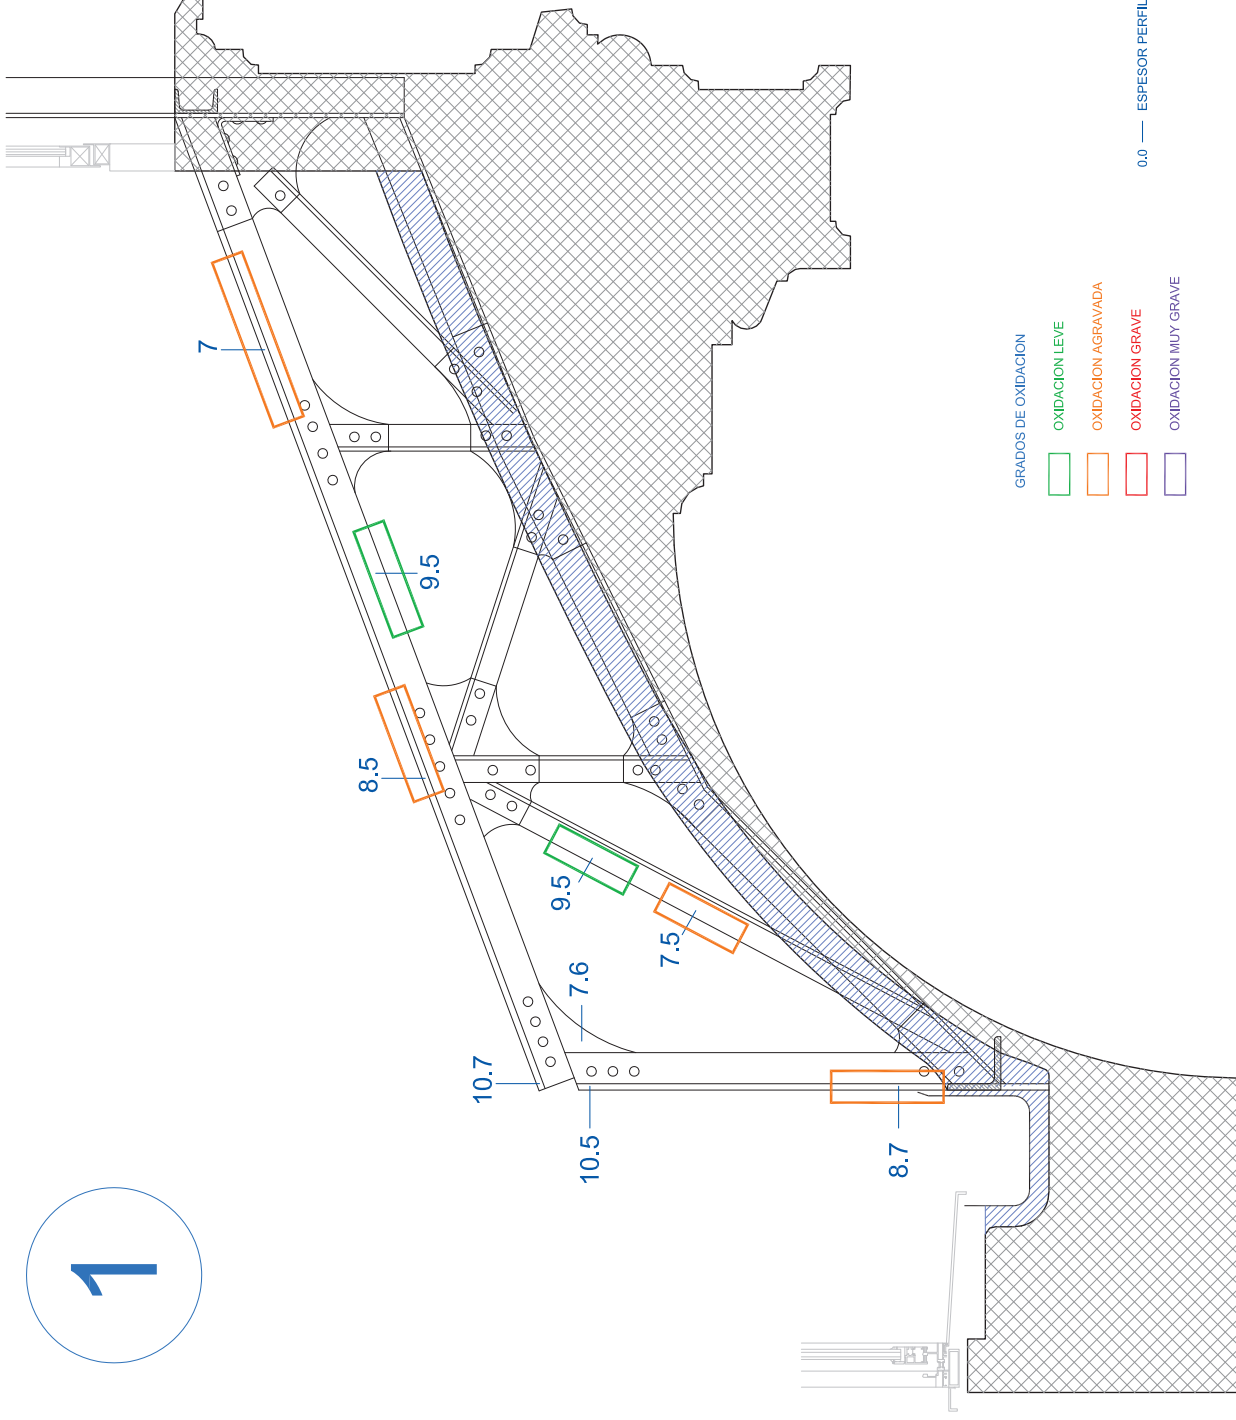 1
10.7
10.5
8.7
7.6
7.5
9.5
8.5
9.5
7
GRADOS DE OXIDACION
OXIDACION LEVE
OXIDACION AGRAVADA
OXIDACION GRAVE
OXIDACION MUY GRAVE
0.0 — ESPESOR PERFIL